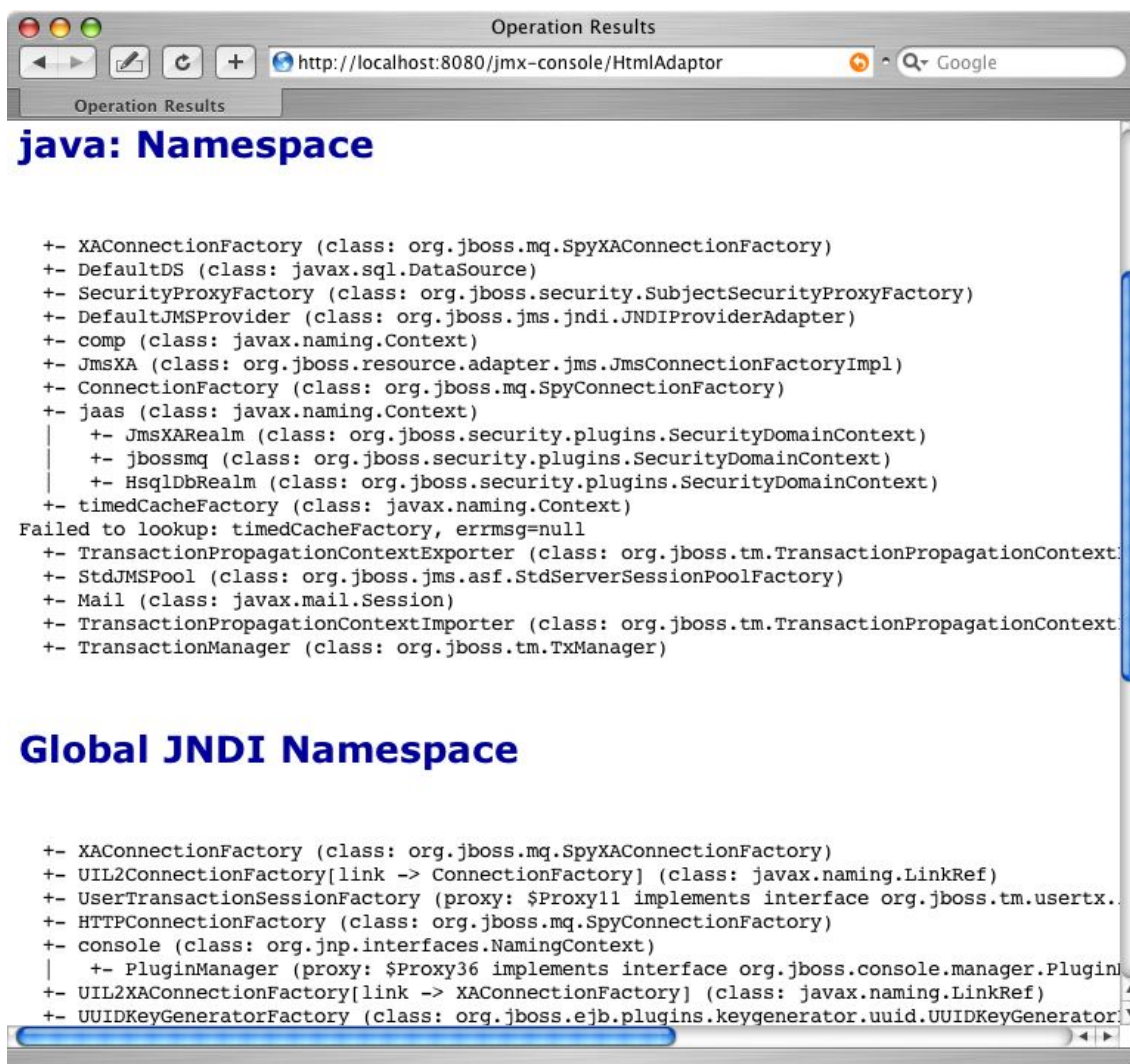 Operation Results
http://localhost:8080/jmx-console/HtmlAdaptor
Google
Operation Results
java: Namespace
+- XAConnectionFactory (class: org.jboss.mq.SpyXAConnectionFactory)
+- DefaultDS (class: javax.sql.DataSource)
+- SecurityProxyFactory (class: org.jboss.security.SubjectSecurityProxyFactory)
+- DefaultJMSProvider (class: org.jboss.jms.jndi.JNDIProviderAdapter)
+- comp (class: javax.naming.Context)
+- JmsXA (class: org.jboss.resource.adapter.jms.JmsConnectionFactoryImpl)
+- ConnectionFactory (class: org.jboss.mq.SpyConnectionFactory)
+- jaas (class: javax.naming.Context)
|   +- JmsXARealm (class: org.jboss.security.plugins.SecurityDomainContext)
|   +- jbossmq (class: org.jboss.security.plugins.SecurityDomainContext)
|   +- HsqlDbRealm (class: org.jboss.security.plugins.SecurityDomainContext)
+- timedCacheFactory (class: javax.naming.Context)
Failed to lookup: timedCacheFactory, errmsg=null
+- TransactionPropagationContextExporter (class: org.jboss.tm.TransactionPropagationContext
+- StdJMSPool (class: org.jboss.jms.asf.StdServerSessionPoolFactory)
+- Mail (class: javax.mail.Session)
+- TransactionPropagationContextImporter (class: org.jboss.tm.TransactionPropagationContext
+- TransactionManager (class: org.jboss.tm.TxManager)
Global JNDI Namespace
+- XAConnectionFactory (class: org.jboss.mq.SpyXAConnectionFactory)
+- UIL2ConnectionFactory[link -> ConnectionFactory] (class: javax.naming.LinkRef)
+- UserTransactionSessionFactory (proxy: $Proxy11 implements interface org.jboss.tm.usertx.
+- HTTPConnectionFactory (class: org.jboss.mq.SpyConnectionFactory)
+- console (class: org.jnp.interfaces.NamingContext)
|   +- PluginManager (proxy: $Proxy36 implements interface org.jboss.console.manager.Plugin
+- UIL2XAConnectionFactory[link -> XAConnectionFactory] (class: javax.naming.LinkRef)
+- UUIDKeyGeneratorFactory (class: org.jboss.ejb.plugins.keygenerator.uuid.UUIDKeyGenerator